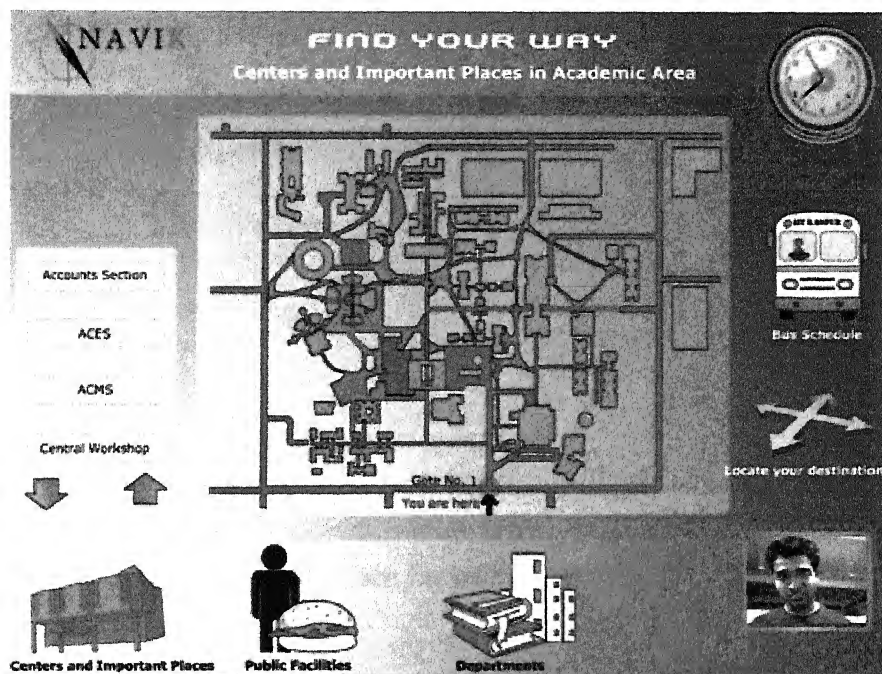 NAVIK
FIND YOUR WAY
Centers and Important Places in Academic Area
Accounts Section
ACES
ACMS
Central Workshop
Gate No. 1
You are here
Bus Schedule
Locate your destination
Centers and Important Places
Public Facilities
Departments